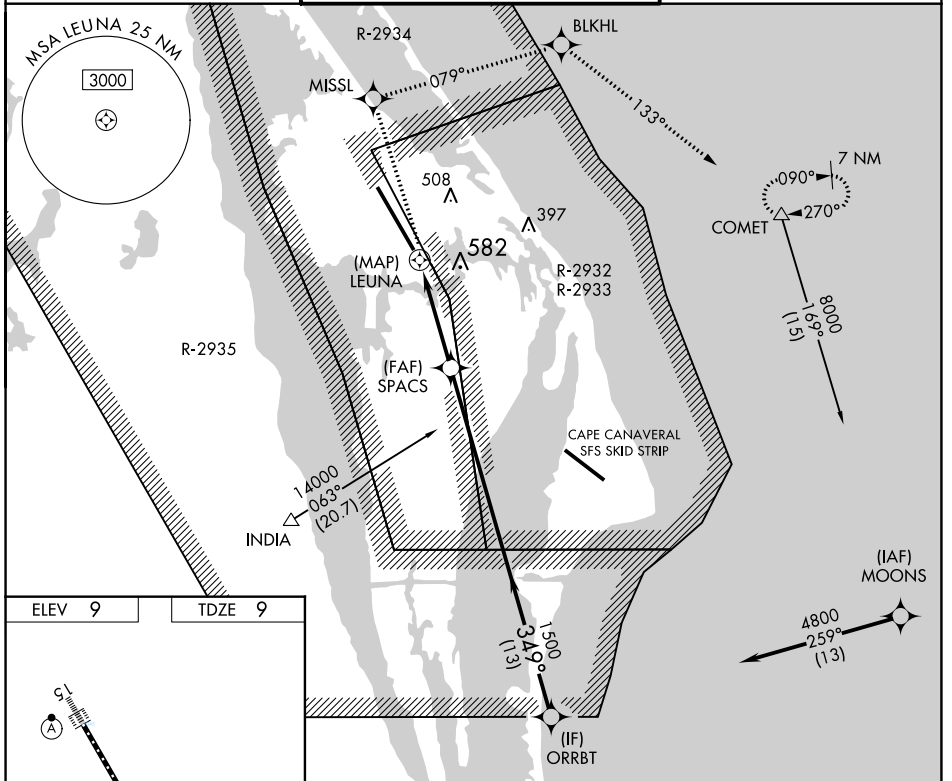 MSA LEUNA 25 NM
3000
R-2934
BLKHL
MISSL
079°
133°
7 NM
090°
270°
COMET
508
397
(MAP)
LEUNA
582
R-2932
R-2933
8000
169°
(15)
R-2935
(FAF)
SPACS
CAPE CANAVERAL
SFS SKID STRIP
14000
063°
(20.7)
INDIA
(IAF)
MOONS
4800
259°
(13)
1500
349°
(13)
(IF)
ORRBT
ELEV 9
TDZE 9
15
A